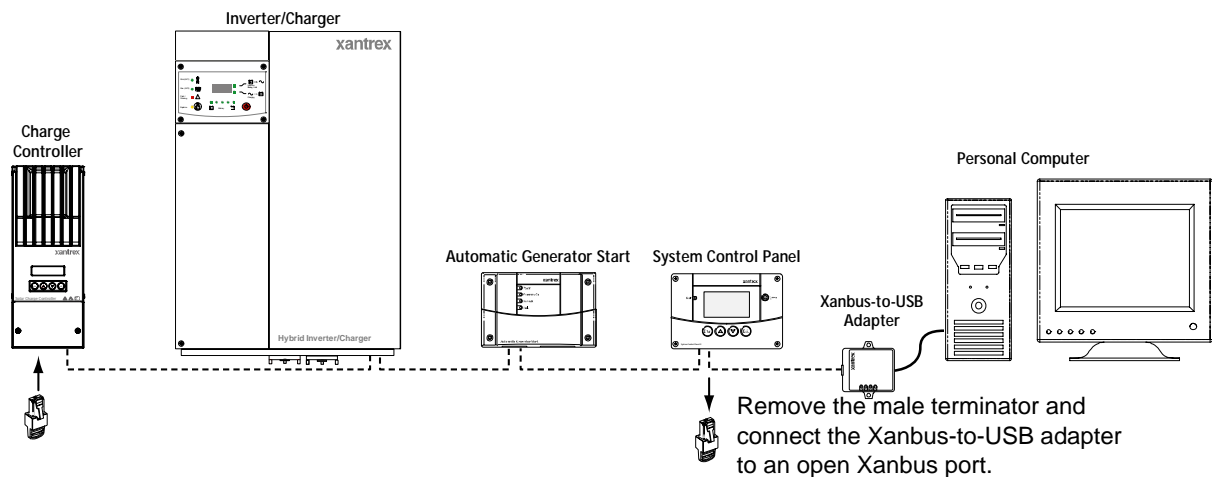 Inverter/Charger
xantrex
Charge
Controller
xantrex
Hybrid Inverter/Charger
Automatic Generator Start
xantrex
System Control Panel
xantrex
Xanbus-to-USB
Adapter
Personal Computer
Remove the male terminator and
connect the Xanbus-to-USB adapter
to an open Xanbus port.